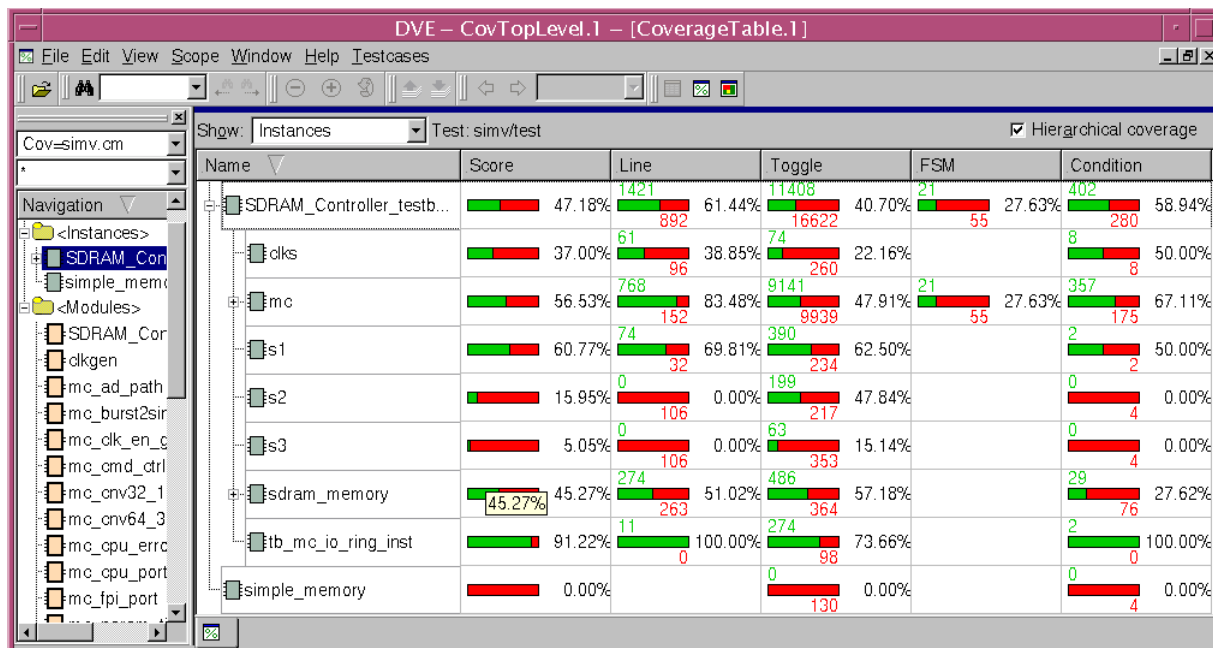 DVE – CovTopLevel.1 – [CoverageTable.1]
File Edit View Scope Window Help Testcases
Cov=simv.cm
*
Navigation
<Instances>
SDRAM_Con
simple_memo
<Modules>
SDRAM_Cor
clkgen
mc_ad_path
mc_burst2sir
mc_clk_en_g
mc_cmd_ctrl
mc_cnv32_1
mc_cnv64_3
mc_cpu_errc
mc_cpu_port
mc_fpi_port
Show: Instances Test: simv/test Hierarchical coverage
Name Score Line Toggle FSM Condition
1421 11408 21 402
SDRAM_Controller_testb... 47.18% 61.44% 40.70% 27.63% 58.94%
892 16622 55 280
61 74 8
clks 37.00% 38.85% 22.16% 50.00%
96 260 8
768 9141 21 357
mc 56.53% 83.48% 47.91% 27.63% 67.11%
152 9939 55 175
74 390 2
s1 60.77% 69.81% 62.50% 50.00%
32 234 2
0 199 0
s2 15.95% 0.00% 47.84% 0.00%
106 217 4
0 63 0
s3 5.05% 0.00% 15.14% 0.00%
106 353 4
274 486 29
sdram_memory 45.27% 51.02% 57.18% 27.62%
45.27%
263 364 76
11 274 2
tb_mc_io_ring_inst 91.22% 100.00% 73.66% 100.00%
0 98 0
0 0
simple_memory 0.00% 0.00% 0.00%
130 4